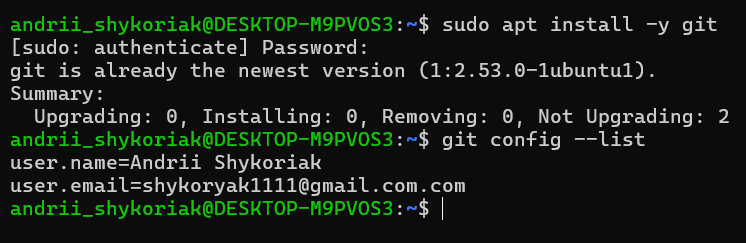 andrii_shykoriak@DESKTOP-M9PVOS3:~$ sudo apt install -y git
[sudo: authenticate] Password:
git is already the newest version (1:2.53.0-1ubuntu1).
Summary:
  Upgrading: 0, Installing: 0, Removing: 0, Not Upgrading: 2
andrii_shykoriak@DESKTOP-M9PVOS3:~$ git config --list
user.name=Andrii Shykoriak
user.email=shykoryak1111@gmail.com.com
andrii_shykoriak@DESKTOP-M9PVOS3:~$